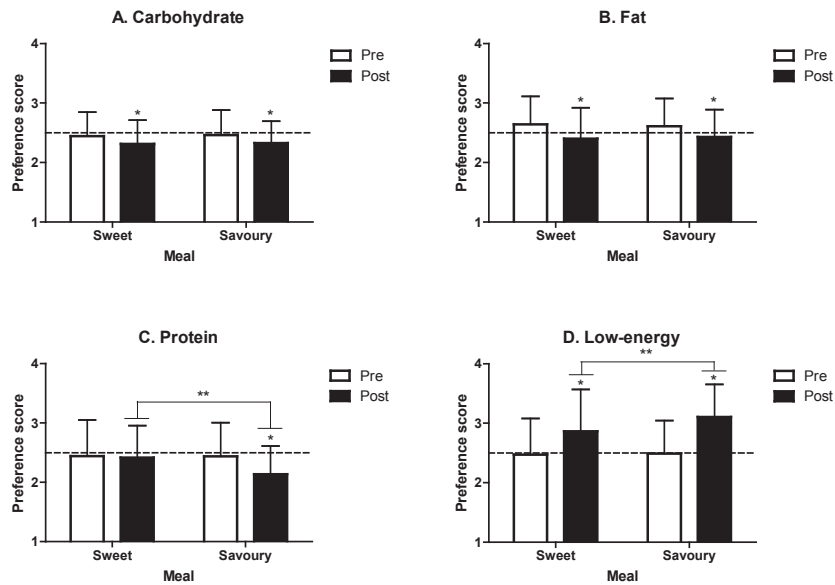 A. Carbohydrate
Preference score
4
3
2
1
*
*
Pre
Post
Sweet
Savoury
Meal
B. Fat
Preference score
4
3
2
1
*
*
Pre
Post
Sweet
Savoury
Meal
C. Protein
Preference score
4
3
2
1
**
*
Pre
Post
Sweet
Savoury
Meal
D. Low-energy
Preference score
4
3
2
1
**
*
*
Pre
Post
Sweet
Savoury
Meal